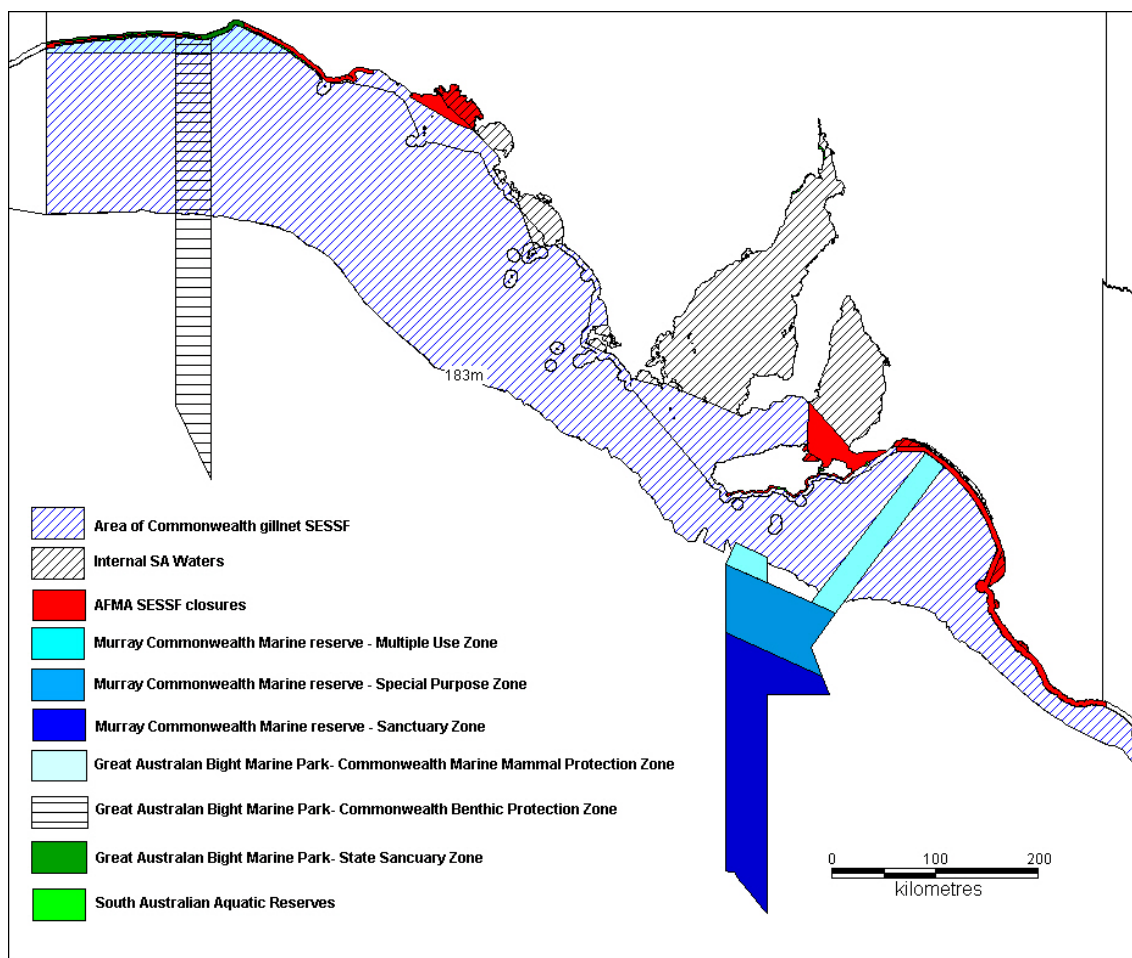 183m
Area of Commonwealth gillnet SESSF
Internal SA Waters
AFMA SESSF closures
Murray Commonwealth Marine reserve - Multiple Use Zone
Murray Commonwealth Marine reserve - Special Purpose Zone
Murray Commonwealth Marine reserve - Sanctuary Zone
Great Australan Bight Marine Park- Commonwealth Marine Mammal Protection Zone
Great Australan Bight Marine Park- Commonwealth Benthic Protection Zone
Great Australan Bight Marine Park- State Sancuary Zone
South Australian Aquatic Reserves
0 100 200
kilometres